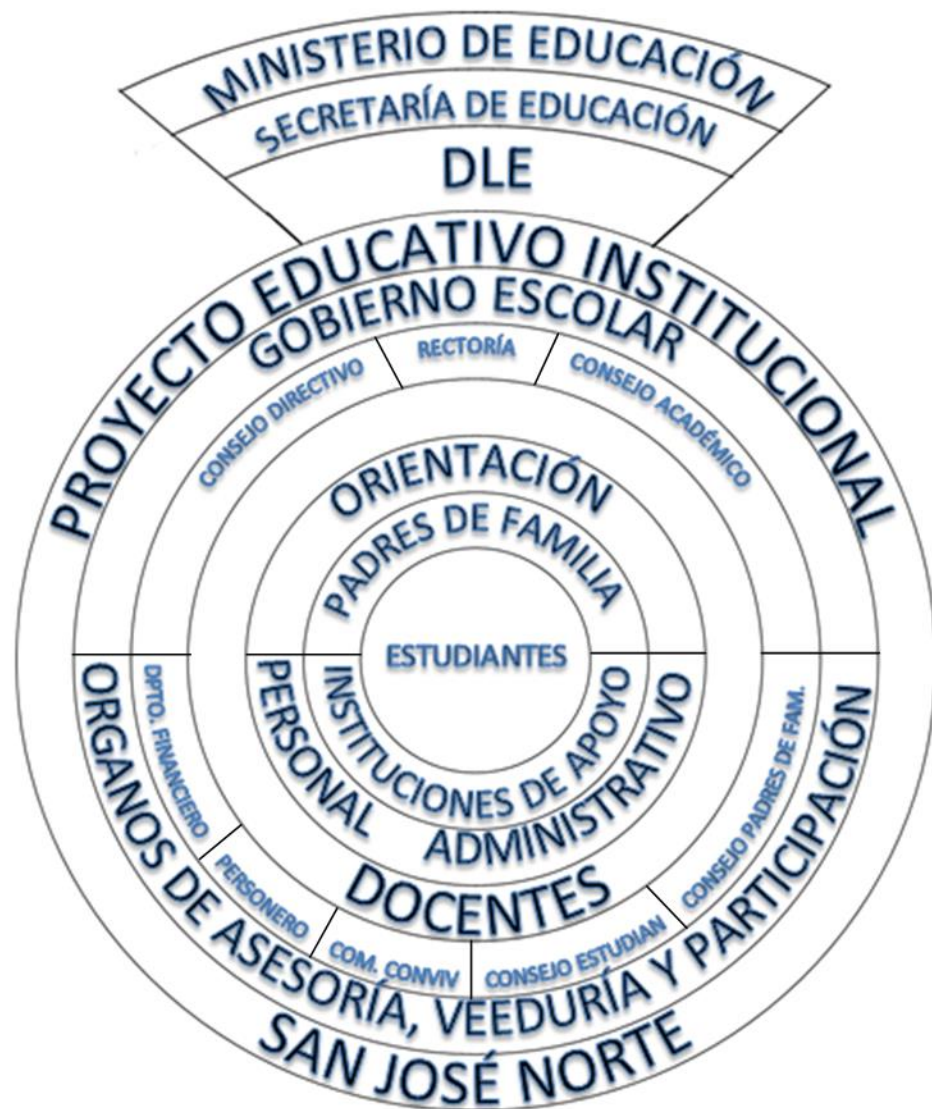 MINISTERIO DE EDUCACIÓN
SECRETARÍA DE EDUCACIÓN
DLE
PROYECTO EDUCATIVO INSTITUCIONAL
GOBIERNO ESCOLAR
CONSEJO DIRECTIVO
RECTORÍA
CONSEJO ACADÉMICO
ORIENTACIÓN
PADRES DE FAMILIA
ESTUDIANTES
INSTITUCIONES DE APOYO
PERSONAL ADMINISTRATIVO
DOCENTES
DPTO. FINANCIERO
PERSONERO
COM. CONVIV
CONSEJO ESTUDIAN
CONSEJO PADRES DE FAM.
ORGANOS DE ASESORÍA, VEEDURÍA Y PARTICIPACIÓN
SAN JOSÉ NORTE